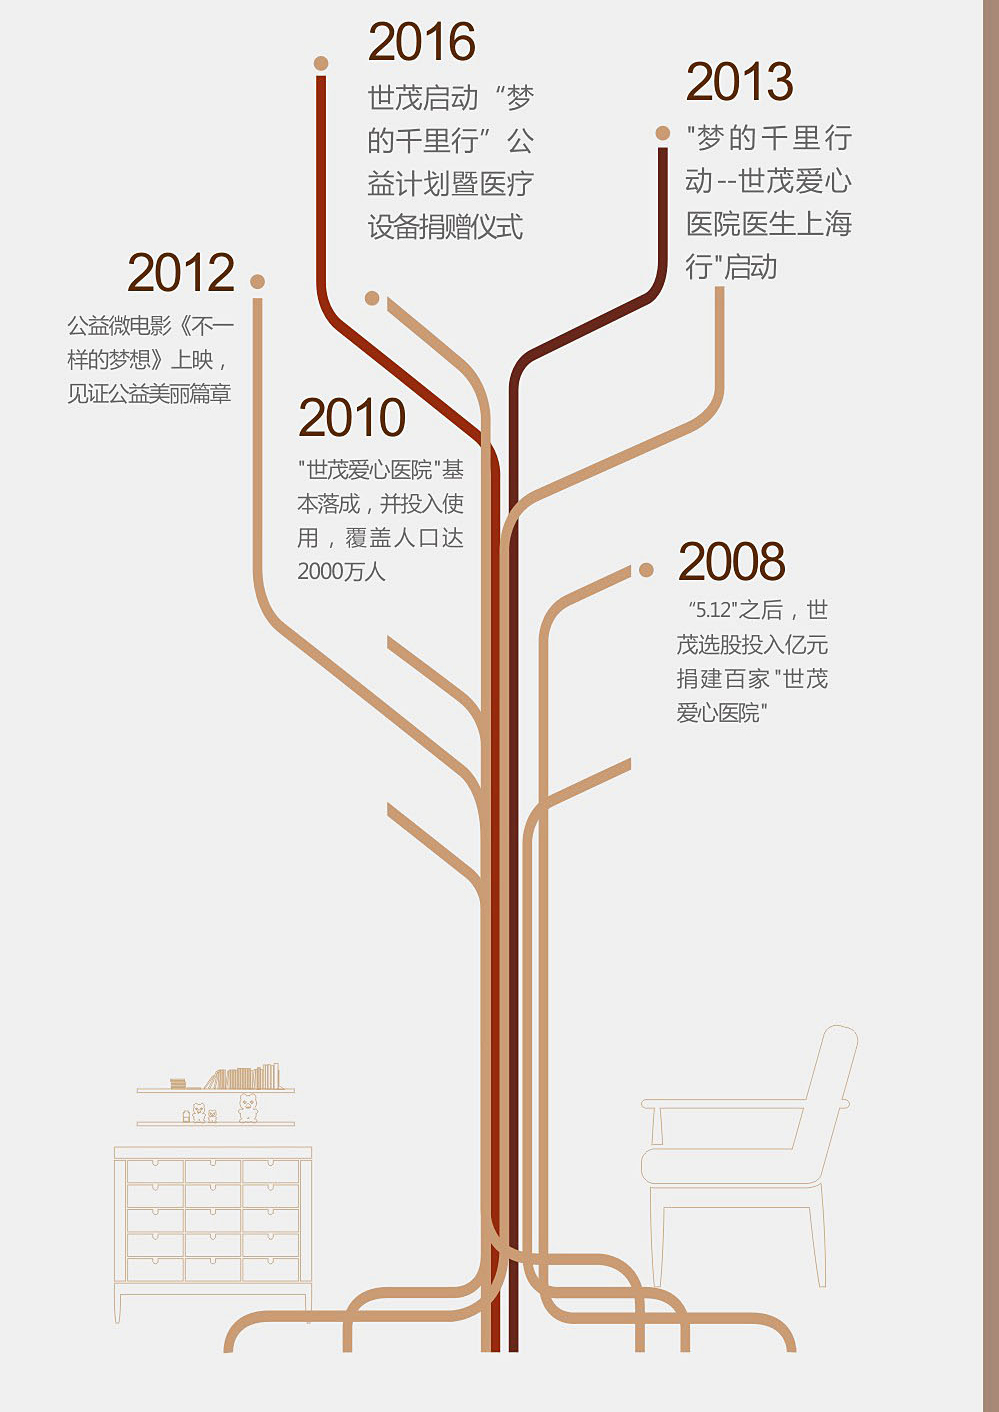 2016
世茂启动“梦
的千里行”公
益计划暨医疗
设备捐赠仪式
2013
"梦的千里行
动--世茂爱心
医院医生上海
行"启动
2012
公益微电影《不一
样的梦想》上映，
见证公益美丽篇章
2010
"世茂爱心医院"基
本落成，并投入使
用，覆盖人口达
2000万人
2008
“5.12"之后，世
茂选股投入亿元
捐建百家"世茂
爱心医院"